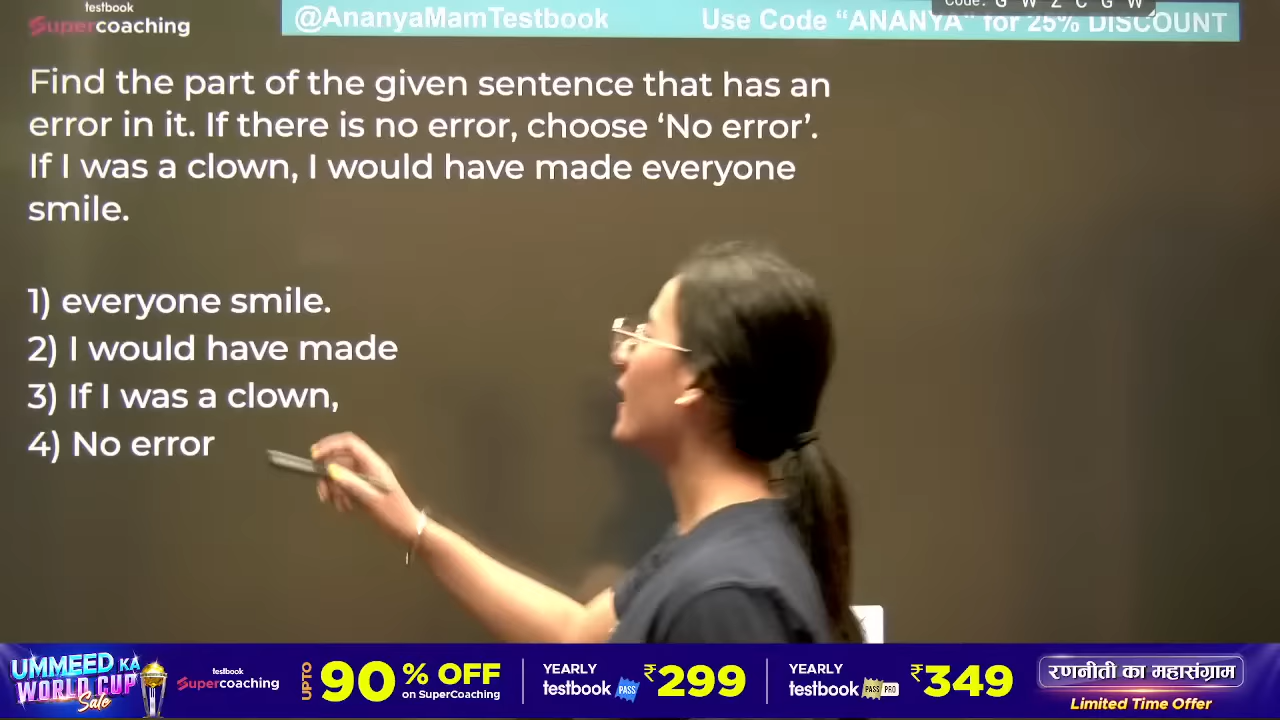 testbook
Supercoaching
@AnanyaMamTestbook
Use Code “ANANYA” for 25% DISCOUNT
Code: G W Z C G W
Find the part of the given sentence that has an
error in it. If there is no error, choose ‘No error’.
If I was a clown, I would have made everyone
smile.
1) everyone smile.
2) I would have made
3) If I was a clown,
4) No error
UMMEED KA
WORLD CUP
Sale
testbook
Supercoaching
UPTO
90% OFF
on SuperCoaching
YEARLY
testbook PASS
₹299
YEARLY
testbook PASS PRO
₹349
रणनीती का महासंग्राम
Limited Time Offer